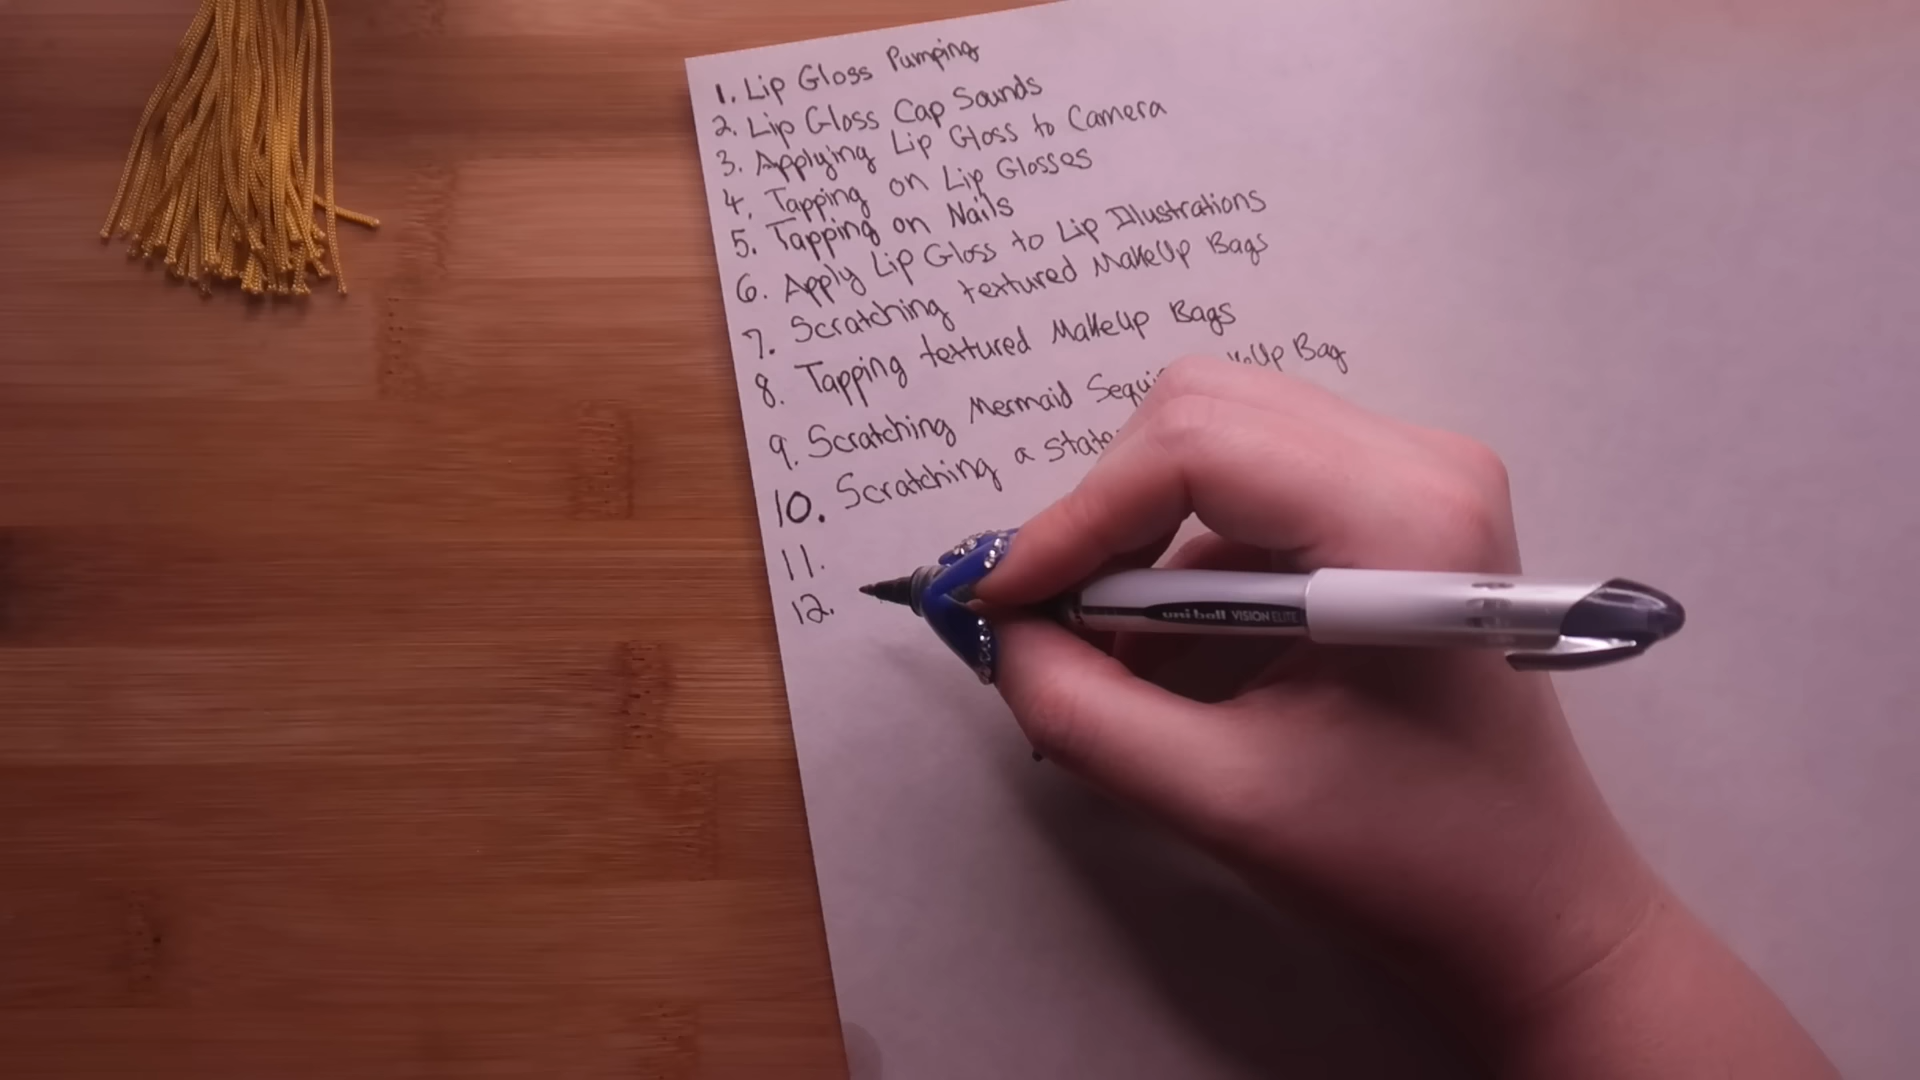 1. Lip Gloss Pumping
2. Lip Gloss Cap Sounds
3. Applying Lip Gloss to Camera
4. Tapping on Lip Glosses
5. Tapping on Nails
6. Apply Lip Gloss to Lip Illustrations
7. Scratching textured MakeUp Bags
8. Tapping textured MakeUp Bags
9. Scratching Mermaid Up Bag
10. Scratching a
11.
12.
uni-ball VISION ELITE